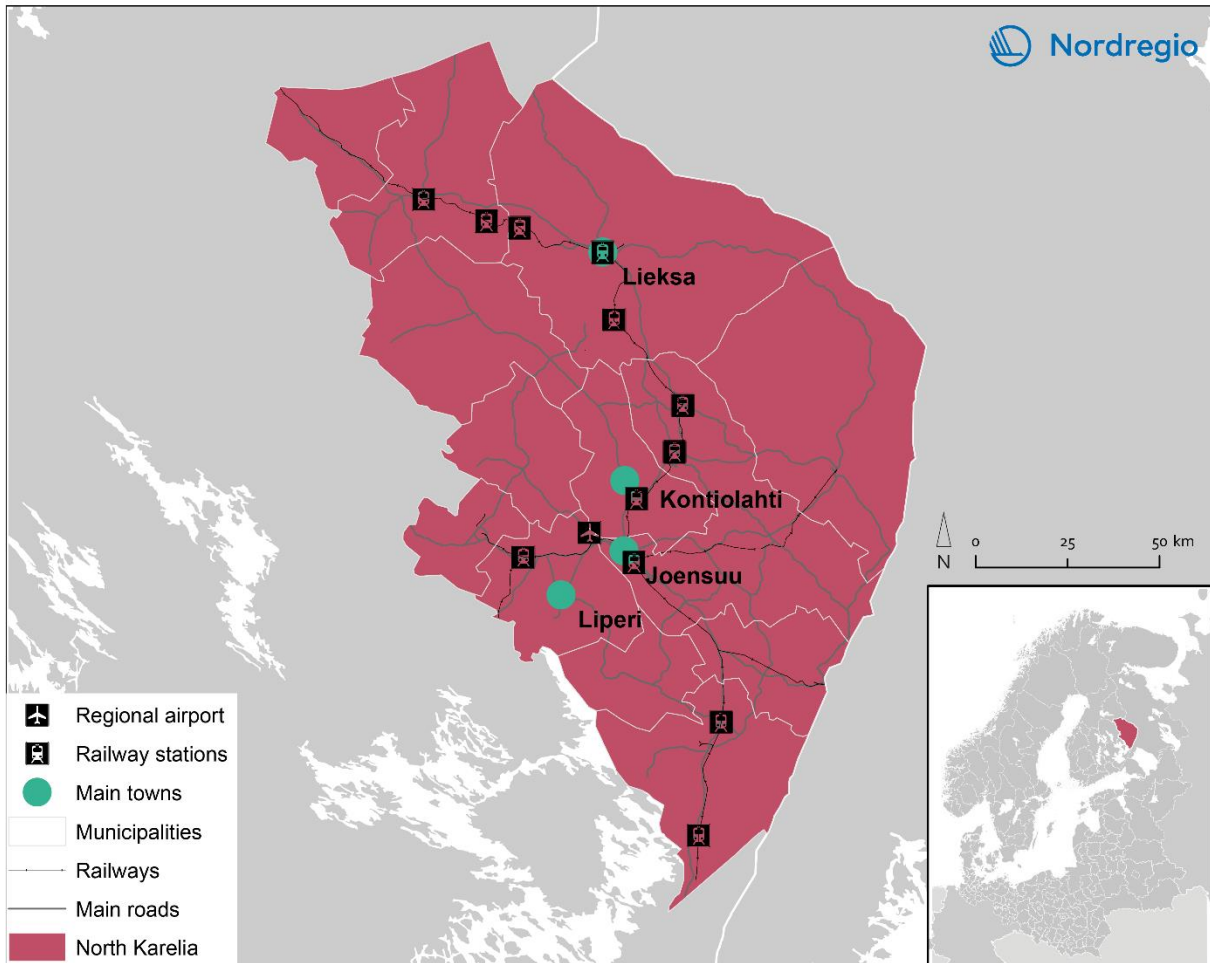 Nordregio
Lieksa
Kontiolahti
Joensuu
Liperi
N
0 25 50 km
Regional airport
Railway stations
Main towns
Municipalities
Railways
Main roads
North Karelia